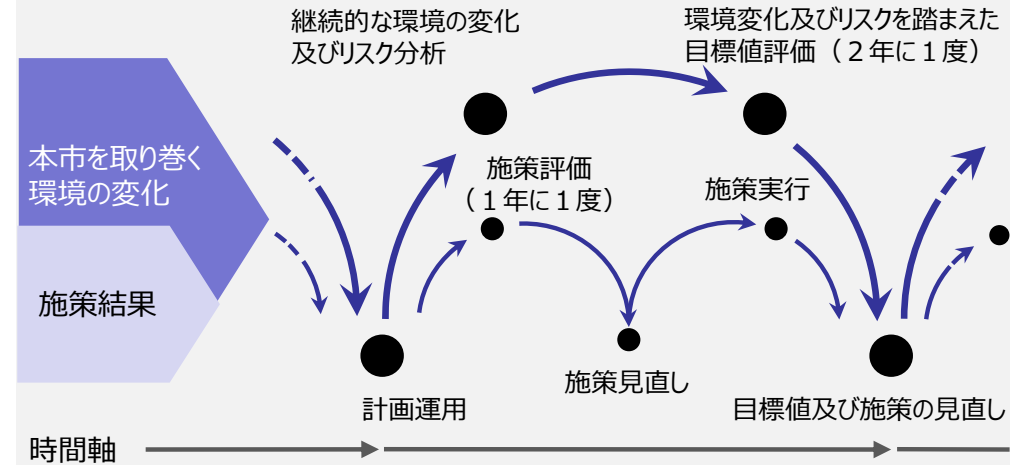 継続的な環境の変化
及びリスク分析
環境変化及びリスクを踏まえた
目標値評価（２年に１度）
本市を取り巻く
環境の変化
施策評価
（１年に１度）
施策実行
施策結果
施策見直し
計画運用
目標値及び施策の見直し
時間軸